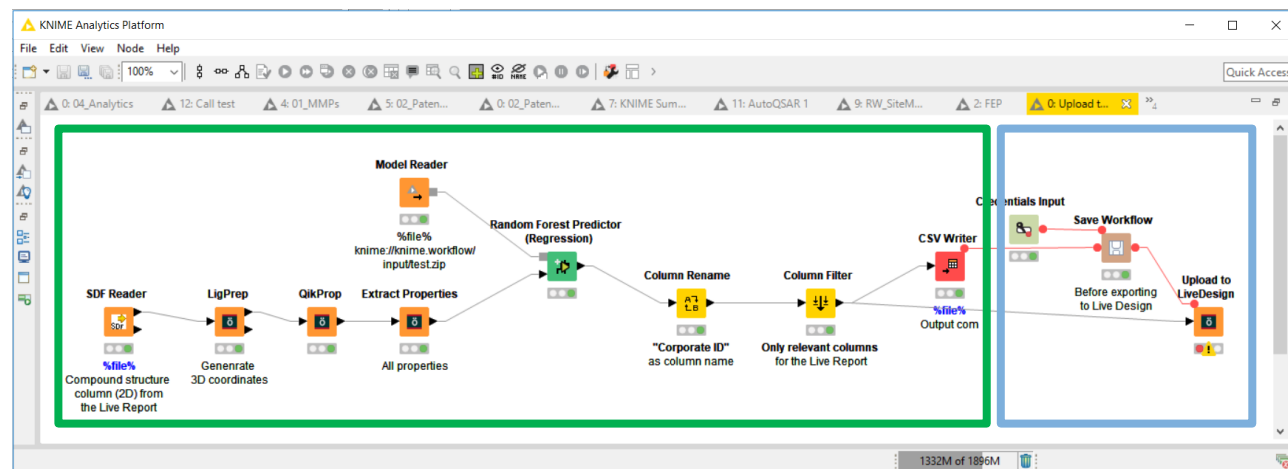 KNIME Analytics Platform
File Edit View Node Help
100%
Quick Access
0: 04_Analytics
12: Call test
4: 01_MMPs
5: 02_Paten...
0: 02_Paten...
7: KNIME Sum...
11: AutoQSAR 1
9: RW_SiteM...
2: FEP
0: Upload t...
4
Model Reader
%file%
knime://knime.workflow/
input/test.zip
Random Forest Predictor
(Regression)
SDF Reader
SDF
%file%
Compound structure
column (2D) from
the Live Report
LigPrep
Genenrate
3D coordinates
QikProp
Extract Properties
All properties
Column Rename
"Corporate ID"
as column name
Column Filter
Only relevant columns
for the Live Report
CSV Writer
%file%
Output com
Credentials Input
Save Workflow
Before exporting
to Live Design
Upload to
LiveDesign
1332M of 1896M